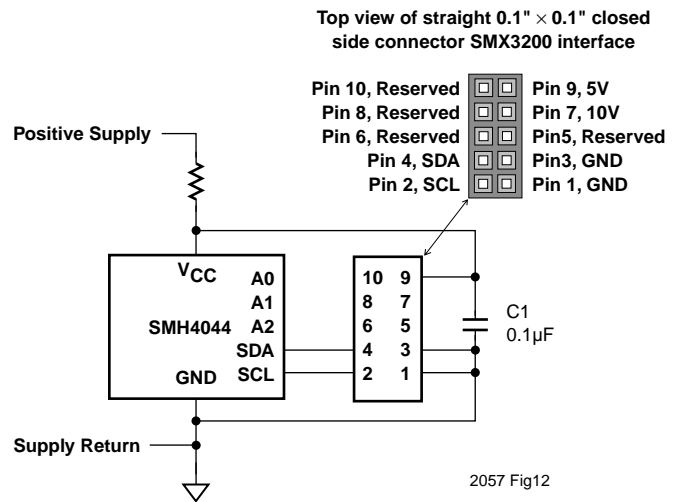 Top view of straight 0.1" × 0.1" closed
side connector SMX3200 interface
Pin 10, Reserved
Pin 9, 5V
Pin 8, Reserved
Pin 7, 10V
Pin 6, Reserved
Pin5, Reserved
Pin 4, SDA
Pin3, GND
Pin 2, SCL
Pin 1, GND
Positive Supply
VCC
A0
A1
SMH4044
A2
SDA
GND
SCL
10 9
8 7
6 5
4 3
2 1
C1
0.1µF
Supply Return
2057 Fig12